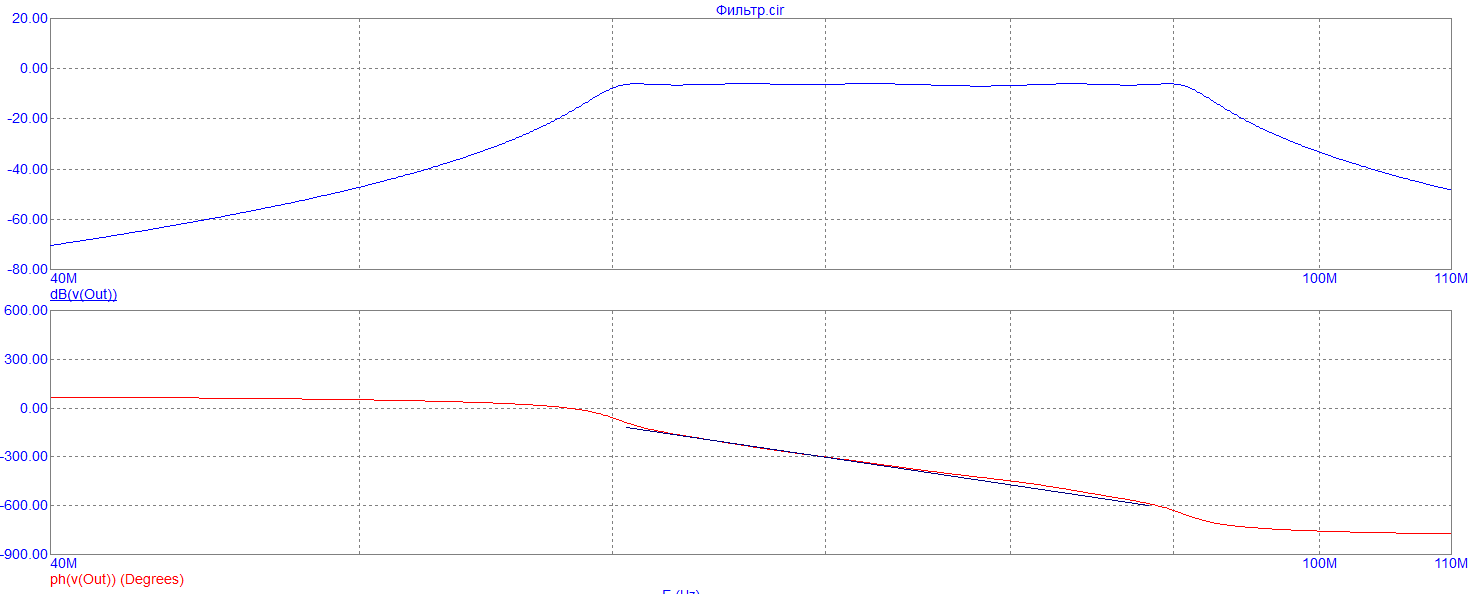 Фильтр.cir
20.00
0.00
-20.00
-40.00
-60.00
-80.00
40M 100M 110M
dB(v(Out))
600.00
300.00
0.00
-300.00
-600.00
-900.00
40M 100M 110M
ph(v(Out)) (Degrees)
F (Hz)